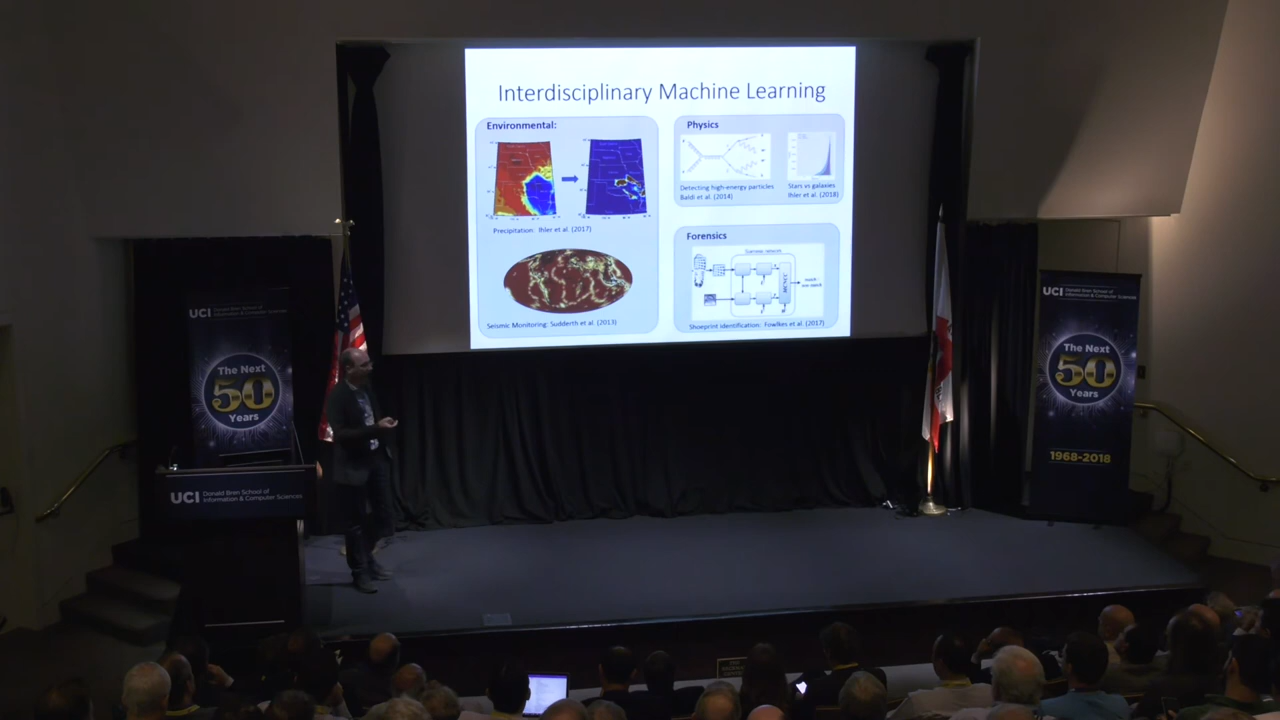 Interdisciplinary Machine Learning
Environmental:
Precipitation: Ihler et al. (2017)
Seismic Monitoring: Sudderth et al. (2013)
Physics
Detecting high-energy particles
Baldi et al. (2014)
Stars vs galaxies
Ihler et al. (2018)
Forensics
Siamese network
Shoeprint identification: Fowlkes et al. (2017)
UCI Donald Bren School of
Information & Computer Sciences
The Next
50
Years
UCI Donald Bren School of
Information & Computer Sciences
UCI Donald Bren School of
Information & Computer Sciences
The Next
50
Years
1968-2018